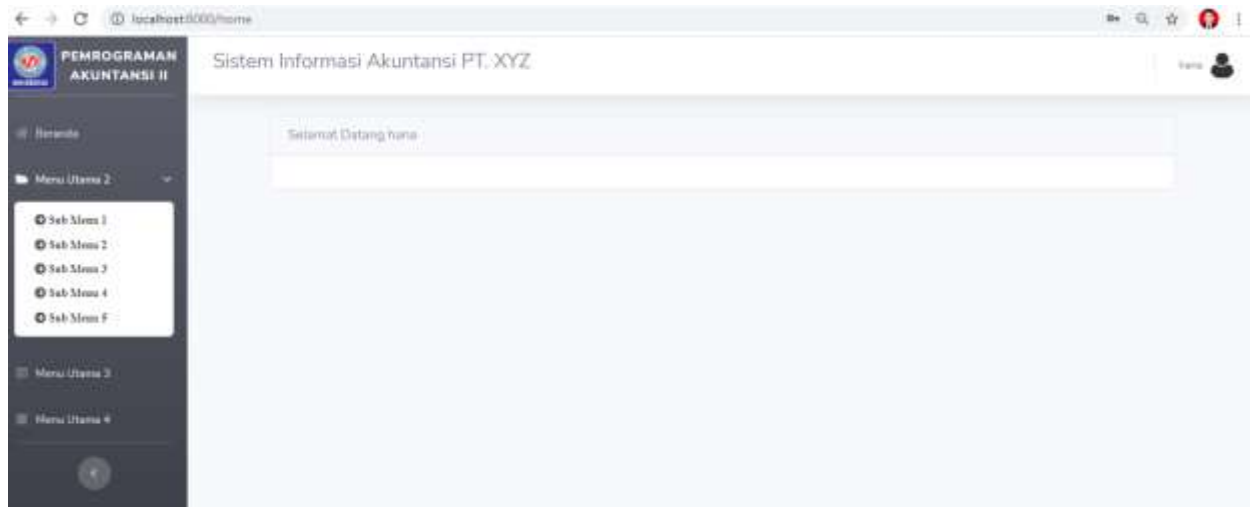 localhost:8000/home
PEMROGRAMAN
AKUNTANSI II
Sistem Informasi Akuntansi PT. XYZ
hana
Beranda
Selamat Datang hana
Menu Utama 2
Sub Menu 1
Sub Menu 2
Sub Menu 3
Sub Menu 4
Sub Menu 5
Menu Utama 3
Menu Utama 4